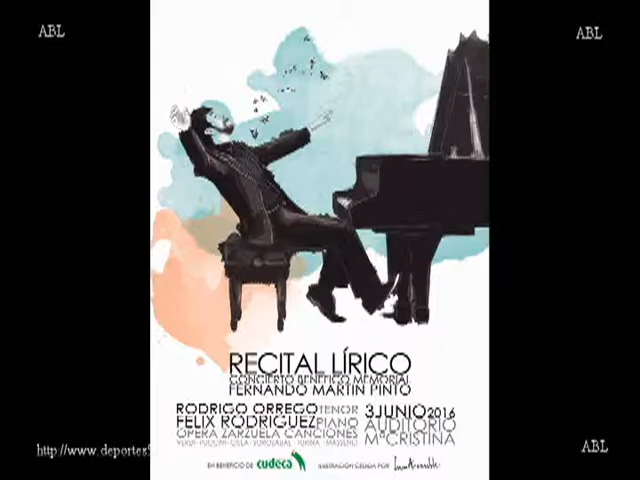 ABL
ABL
RECITAL LÍRICO
CONCIERTO BENÉFICO MEMORIAL
FERNANDO MARTÍN PINTO
RODRIGO ORREGO TENOR
FELIX RODRIGUEZ PIANO
OPERA ZARZUELA CANCIONES
3 JUNIO 2016
AUDITORIO
Mª CRISTINA
http://www.deportes
ABL
EN BENEFICIO DE cudeca
ILUSTRACIÓN CEDIDA POR